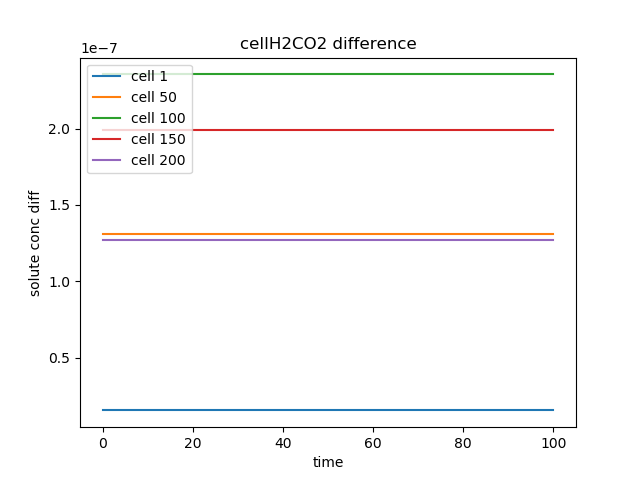 cellH2CO2 difference
1e−7
cell 1
cell 50
cell 100
cell 150
cell 200
2.0
1.5
1.0
0.5
solute conc diff
0 20 40 60 80 100
time